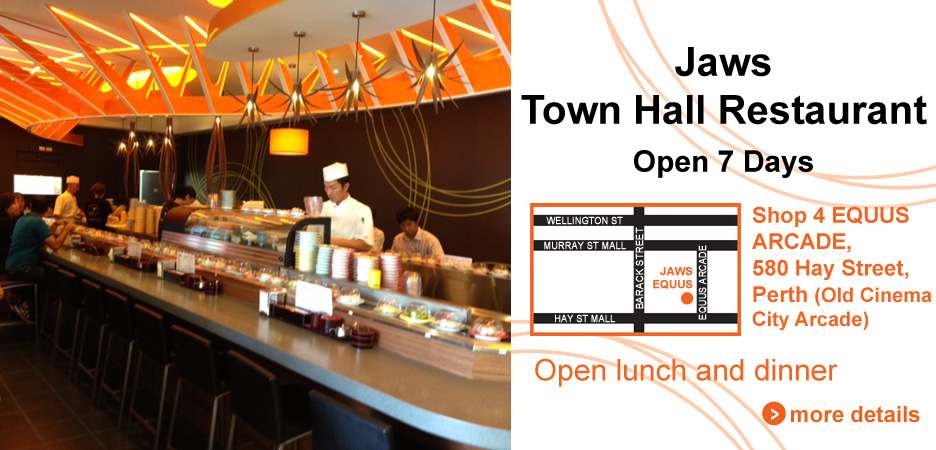 Jaws
Town Hall Restaurant
Open 7 Days
WELLINGTON ST
MURRAY ST MALL
BARACK STREET
EQUUS ARCADE
JAWS
EQUUS
HAY ST MALL
Shop 4 EQUUS
ARCADE,
580 Hay Street,
Perth (Old Cinema
City Arcade)
Open lunch and dinner
> more details